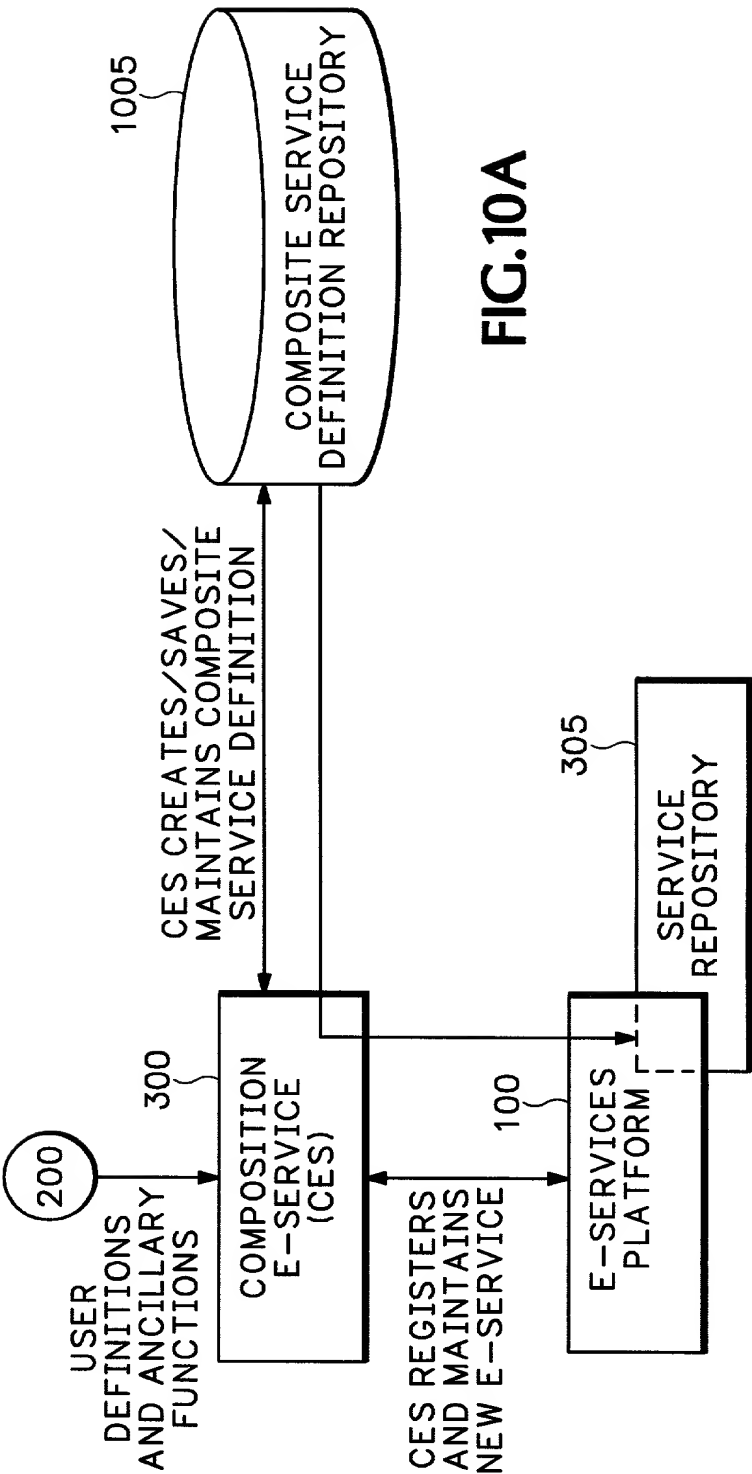 200
USER
DEFINITIONS
AND ANCILLARY
FUNCTIONS
300
COMPOSITION
E-SERVICE
(CES)
CES CREATES/SAVES/
MAINTAINS COMPOSITE
SERVICE DEFINITION
1005
COMPOSITE SERVICE
DEFINITION REPOSITORY
CES REGISTERS
AND MAINTAINS
NEW E-SERVICE
100
E-SERVICES
PLATFORM
305
SERVICE
REPOSITORY
FIG.10A